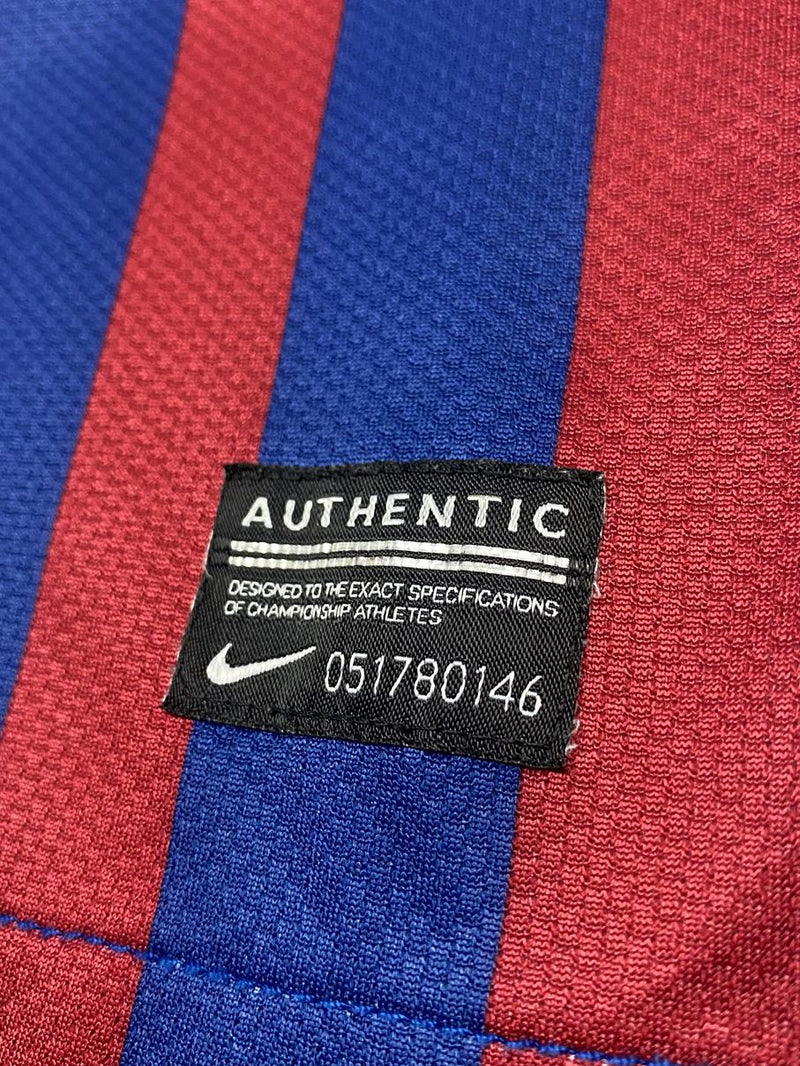 AUTHENTIC
DESIGNED TO THE EXACT SPECIFICATIONS
OF CHAMPIONSHIP ATHLETES
051780146